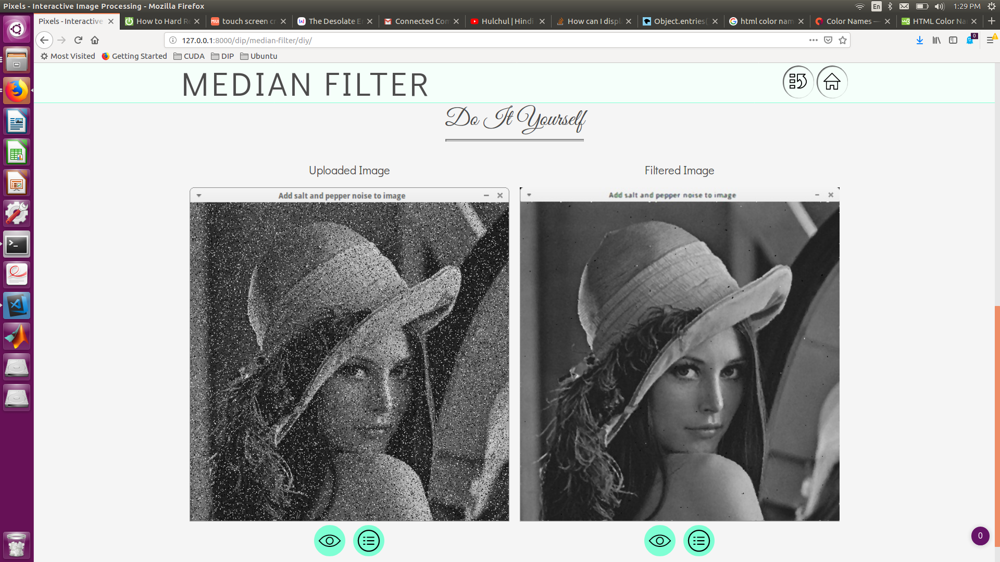 Pixels - Interactive Image Processing - Mozilla Firefox
En
1:29 PM
Pixels - Interactive
How to Hard R
touch screen c
The Desolate E
Connected Con
Hulchul | Hindi
How can I displ
Object.entries(
html color nam
Color Names —
HTML Color Na
127.0.0.1:8000/dip/median-filter/diy/
0
Most Visited
Getting Started
CUDA
DIP
Ubuntu
MEDIAN FILTER
Do It Yourself
Uploaded Image
Filtered Image
Add salt and pepper noise to image
Add salt and pepper noise to image
0